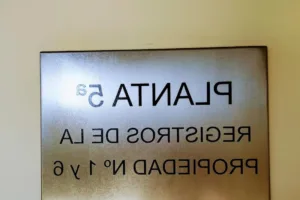 PLANTA 5ª
REGISTROS DE LA
PROPIEDAD Nº 1 y 6